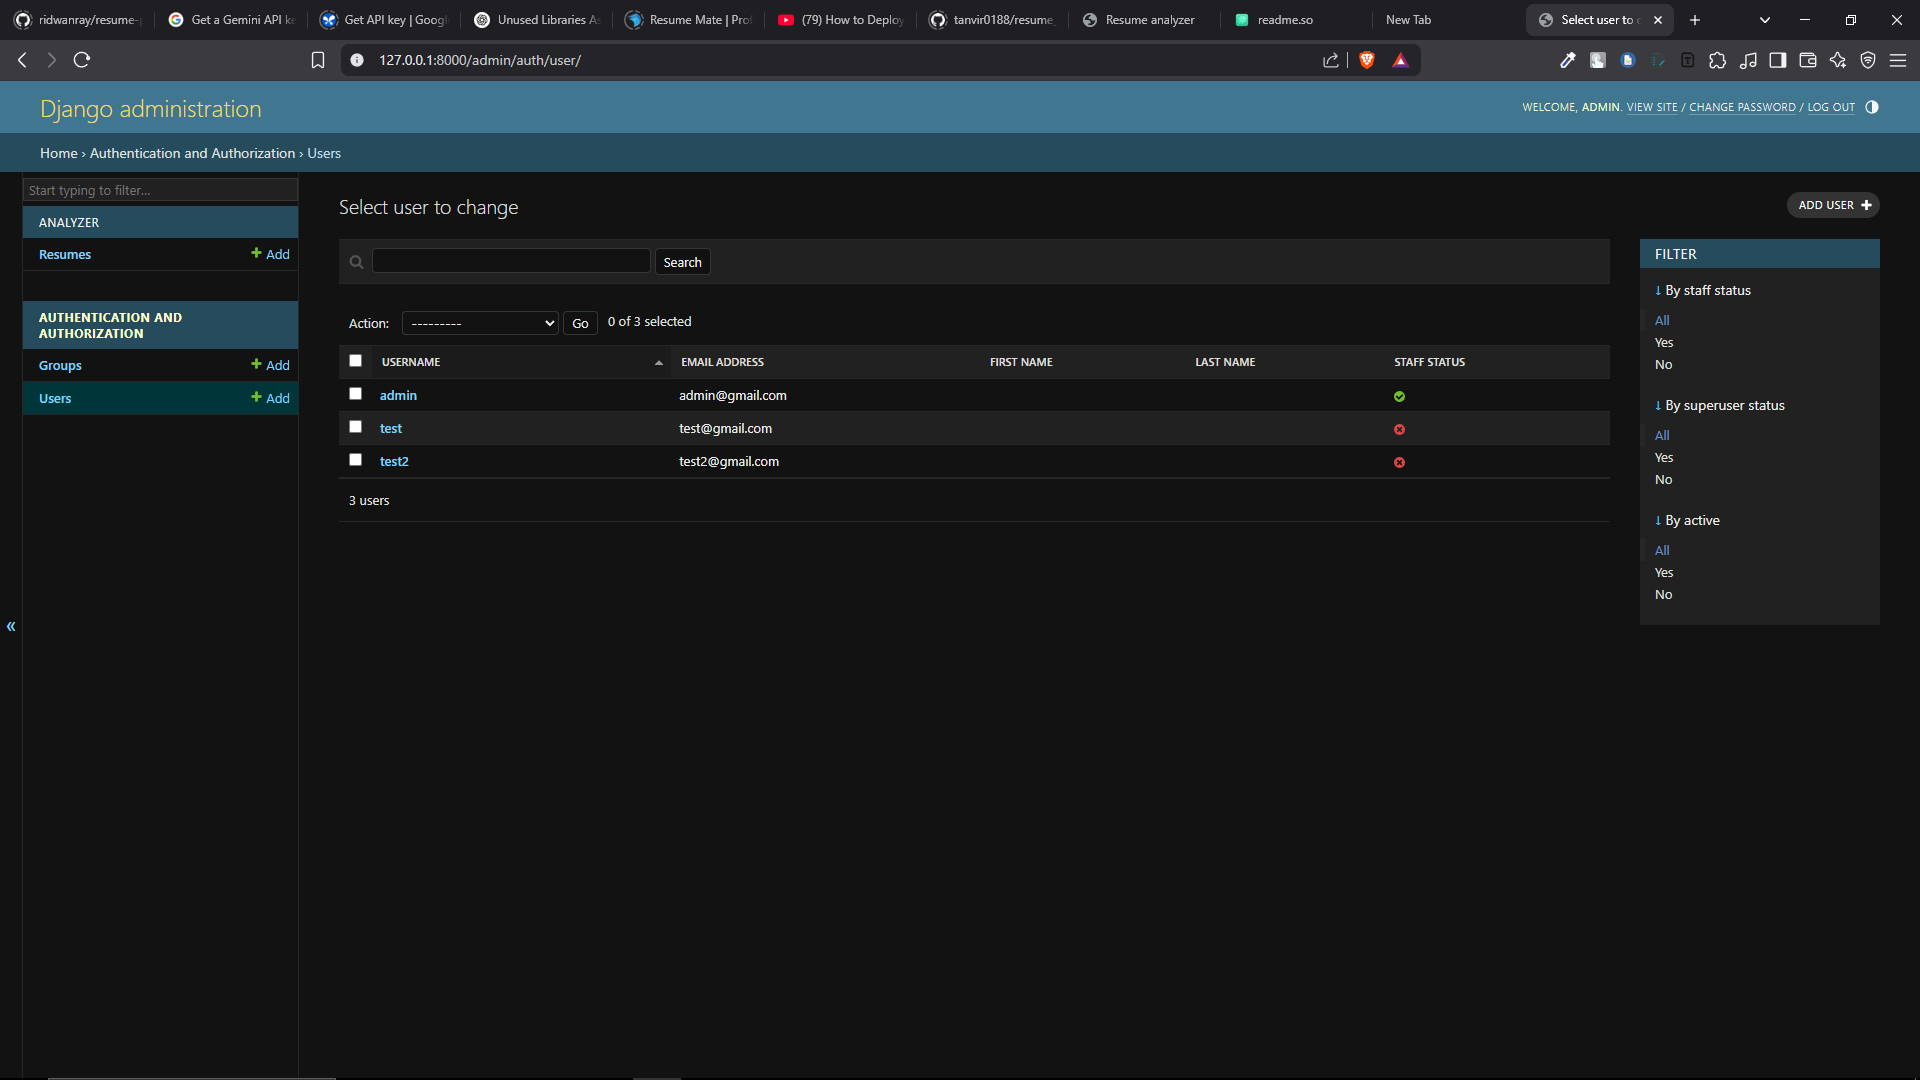 ridwanray/resume-p
Get a Gemini API ke
Get API key | Googl
Unused Libraries As
Resume Mate | Prof
(79) How to Deploy
tanvir0188/resume_
Resume analyzer
readme.so
New Tab
Select user to c
127.0.0.1:8000/admin/auth/user/
Django administration
WELCOME, ADMIN. VIEW SITE / CHANGE PASSWORD / LOG OUT
Home › Authentication and Authorization › Users
Start typing to filter...
ANALYZER
Resumes + Add
AUTHENTICATION AND
AUTHORIZATION
Groups + Add
Users + Add
«
Select user to change
ADD USER +
Search
Action: --------- Go 0 of 3 selected
USERNAME EMAIL ADDRESS FIRST NAME LAST NAME STAFF STATUS
admin admin@gmail.com
test test@gmail.com
test2 test2@gmail.com
3 users
FILTER
↓ By staff status
All
Yes
No
↓ By superuser status
All
Yes
No
↓ By active
All
Yes
No